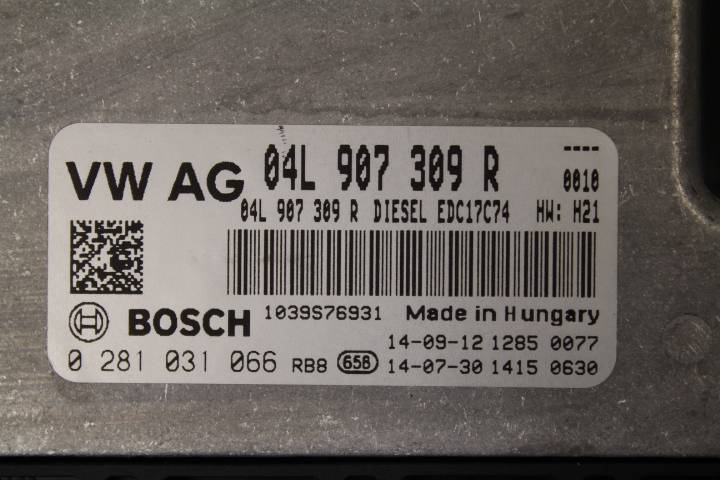 VW AG 04L 907 309 R ----
0010
04L 907 309 R DIESEL EDC17C74 HW: H21
1039S76931 Made in Hungary
BOSCH
14-09-12 1285 0077
0 281 031 066 RB8 656 14-07-30 1415 0630